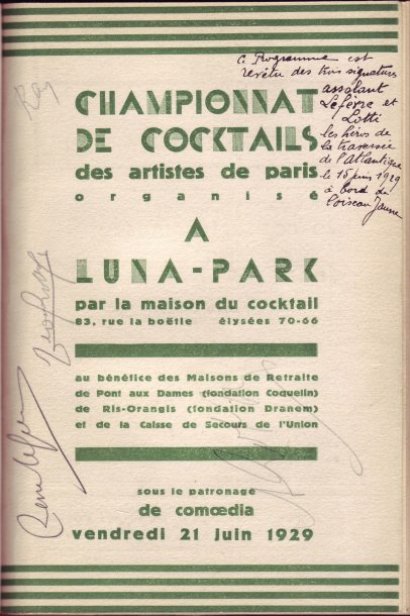 c. Programme est
revêtu des trois signatures
assolant
Lefèvre et
Lotti
les héros de
la traversée
de l'atlantique
le 15 juin 1929
à bord de
l'oiseau Jaune
CHAMPIONNAT
DE COCKTAILS
des artistes de paris
organisé
A
LUNA-PARK
par la maison du cocktail
83, rue la boëtie élysées 70-66
au bénéfice des Maisons de Retraite
de Pont aux Dames (fondation Coquelin)
de Ris-Orangis (fondation Dranem)
et de la Caisse de Secours de l'Union
sous le patronage
de comœdia
vendredi 21 juin 1929